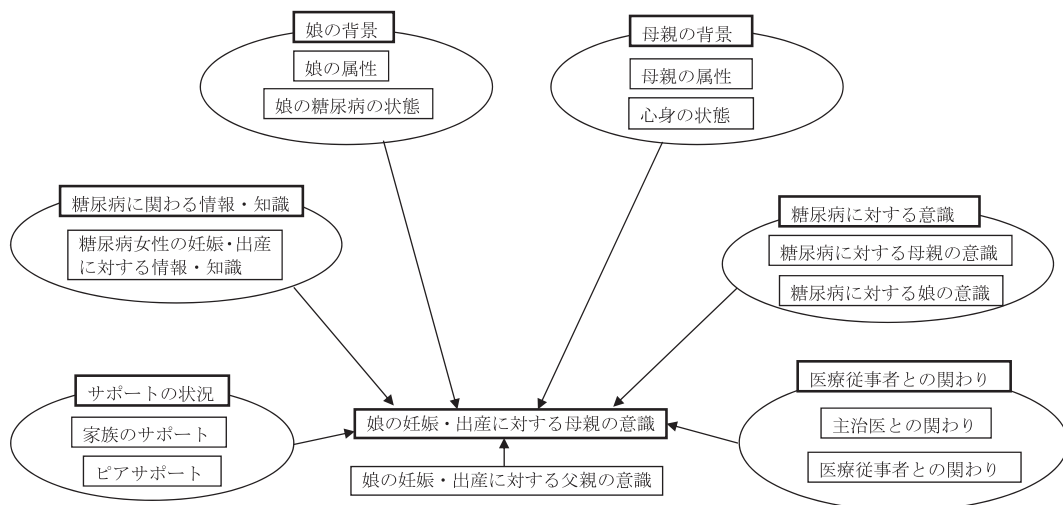 娘の背景
娘の属性
娘の糖尿病の状態
母親の背景
母親の属性
心身の状態
糖尿病に関わる情報・知識
糖尿病女性の妊娠・出産
に対する情報・知識
糖尿病に対する意識
糖尿病に対する母親の意識
糖尿病に対する娘の意識
サポートの状況
家族のサポート
ピアサポート
娘の妊娠・出産に対する母親の意識
娘の妊娠・出産に対する父親の意識
医療従事者との関わり
主治医との関わり
医療従事者との関わり